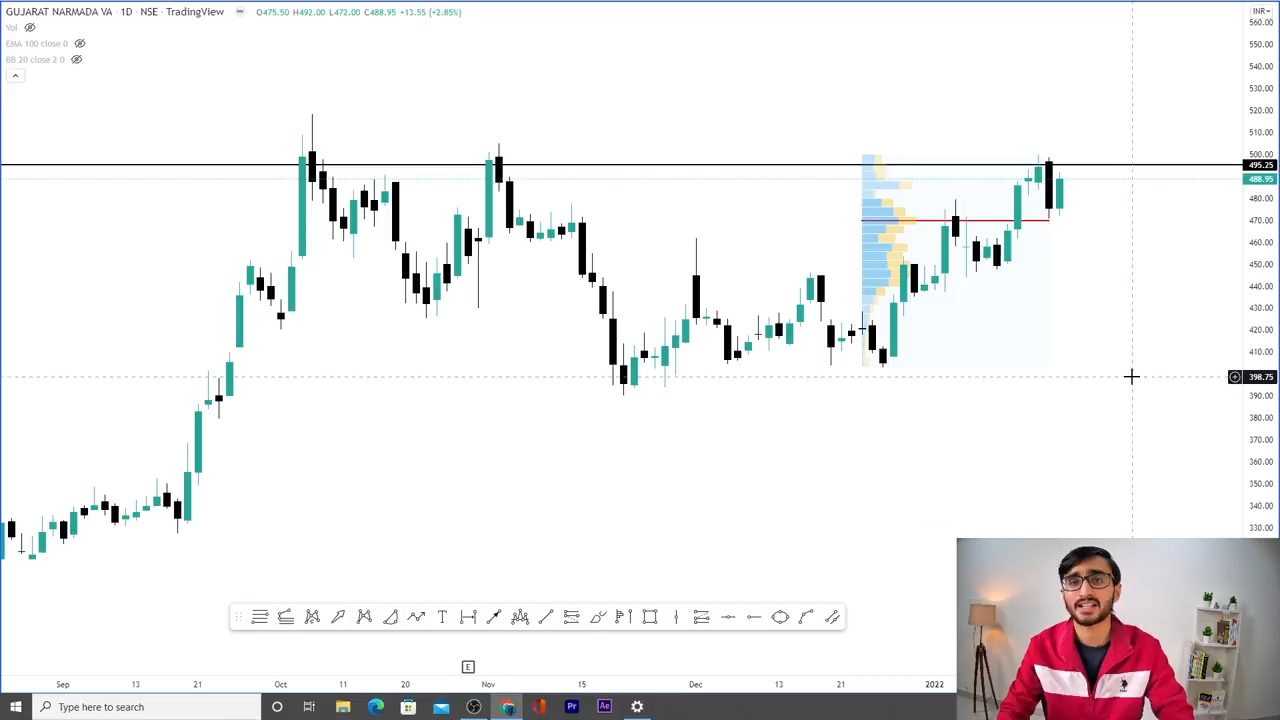 GUJARAT NARMADA VA · 1D · NSE · TradingView O475.50 H492.00 L472.00 C488.95 +13.55 (+2.85%)
Vol
EMA 100 close 0
BB 20 close 2 0
INR
560.00
550.00
540.00
530.00
520.00
510.00
500.00
495.25
488.95
480.00
470.00
460.00
450.00
440.00
430.00
420.00
410.00
398.75
390.00
380.00
370.00
360.00
350.00
340.00
330.00
T
E
Sep 13 21 Oct 11 20 Nov 15 Dec 13 21 2022
Type here to search
Pr
Ae